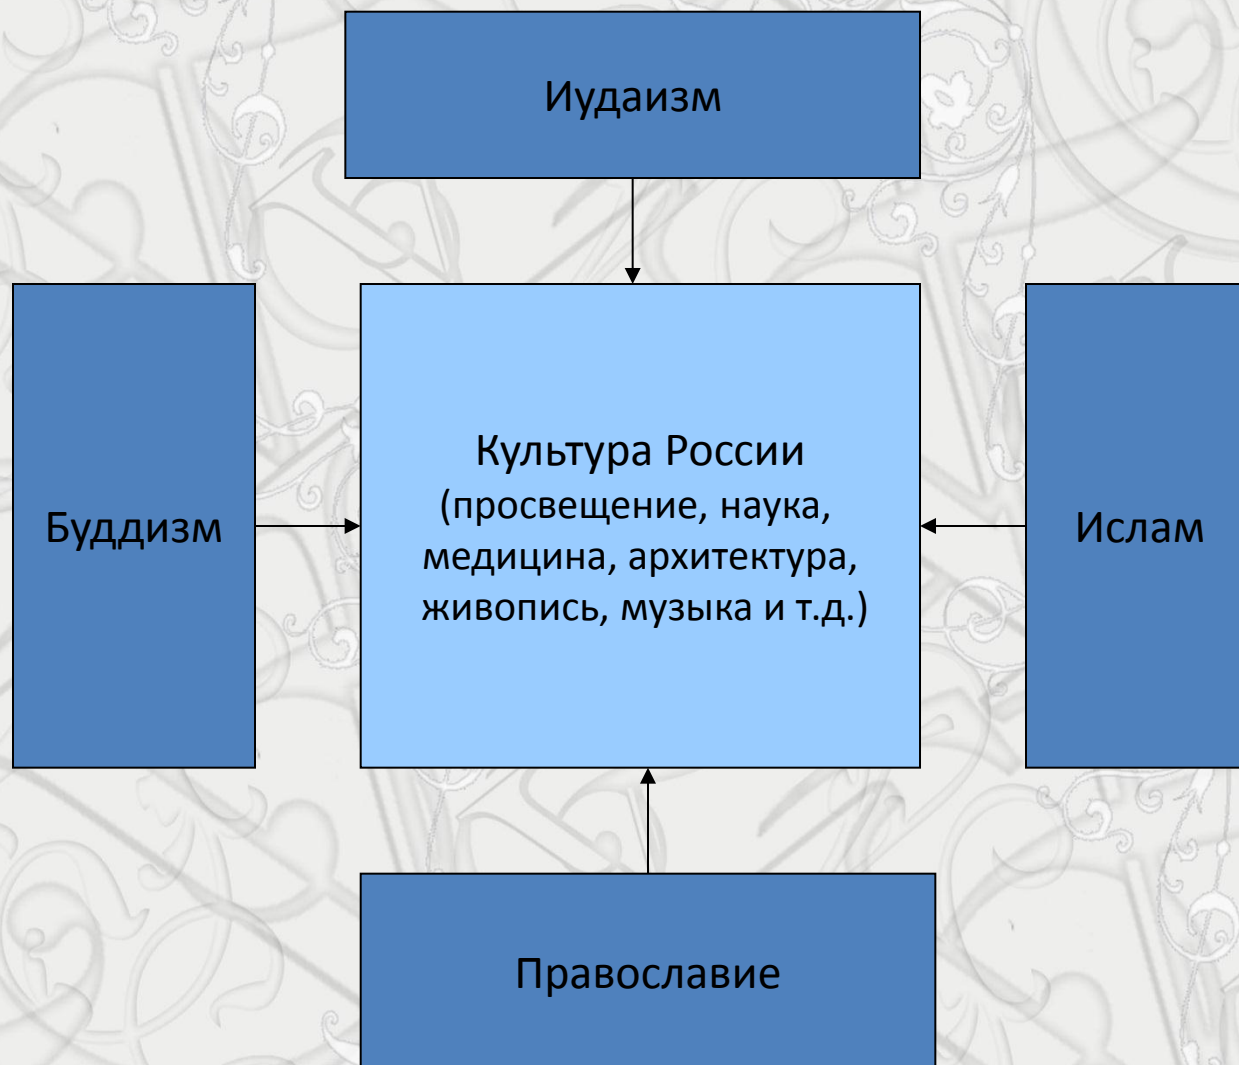 Иудаизм
Буддизм
Культура России
(просвещение, наука,
медицина, архитектура,
живопись, музыка и т.д.)
Ислам
Православие